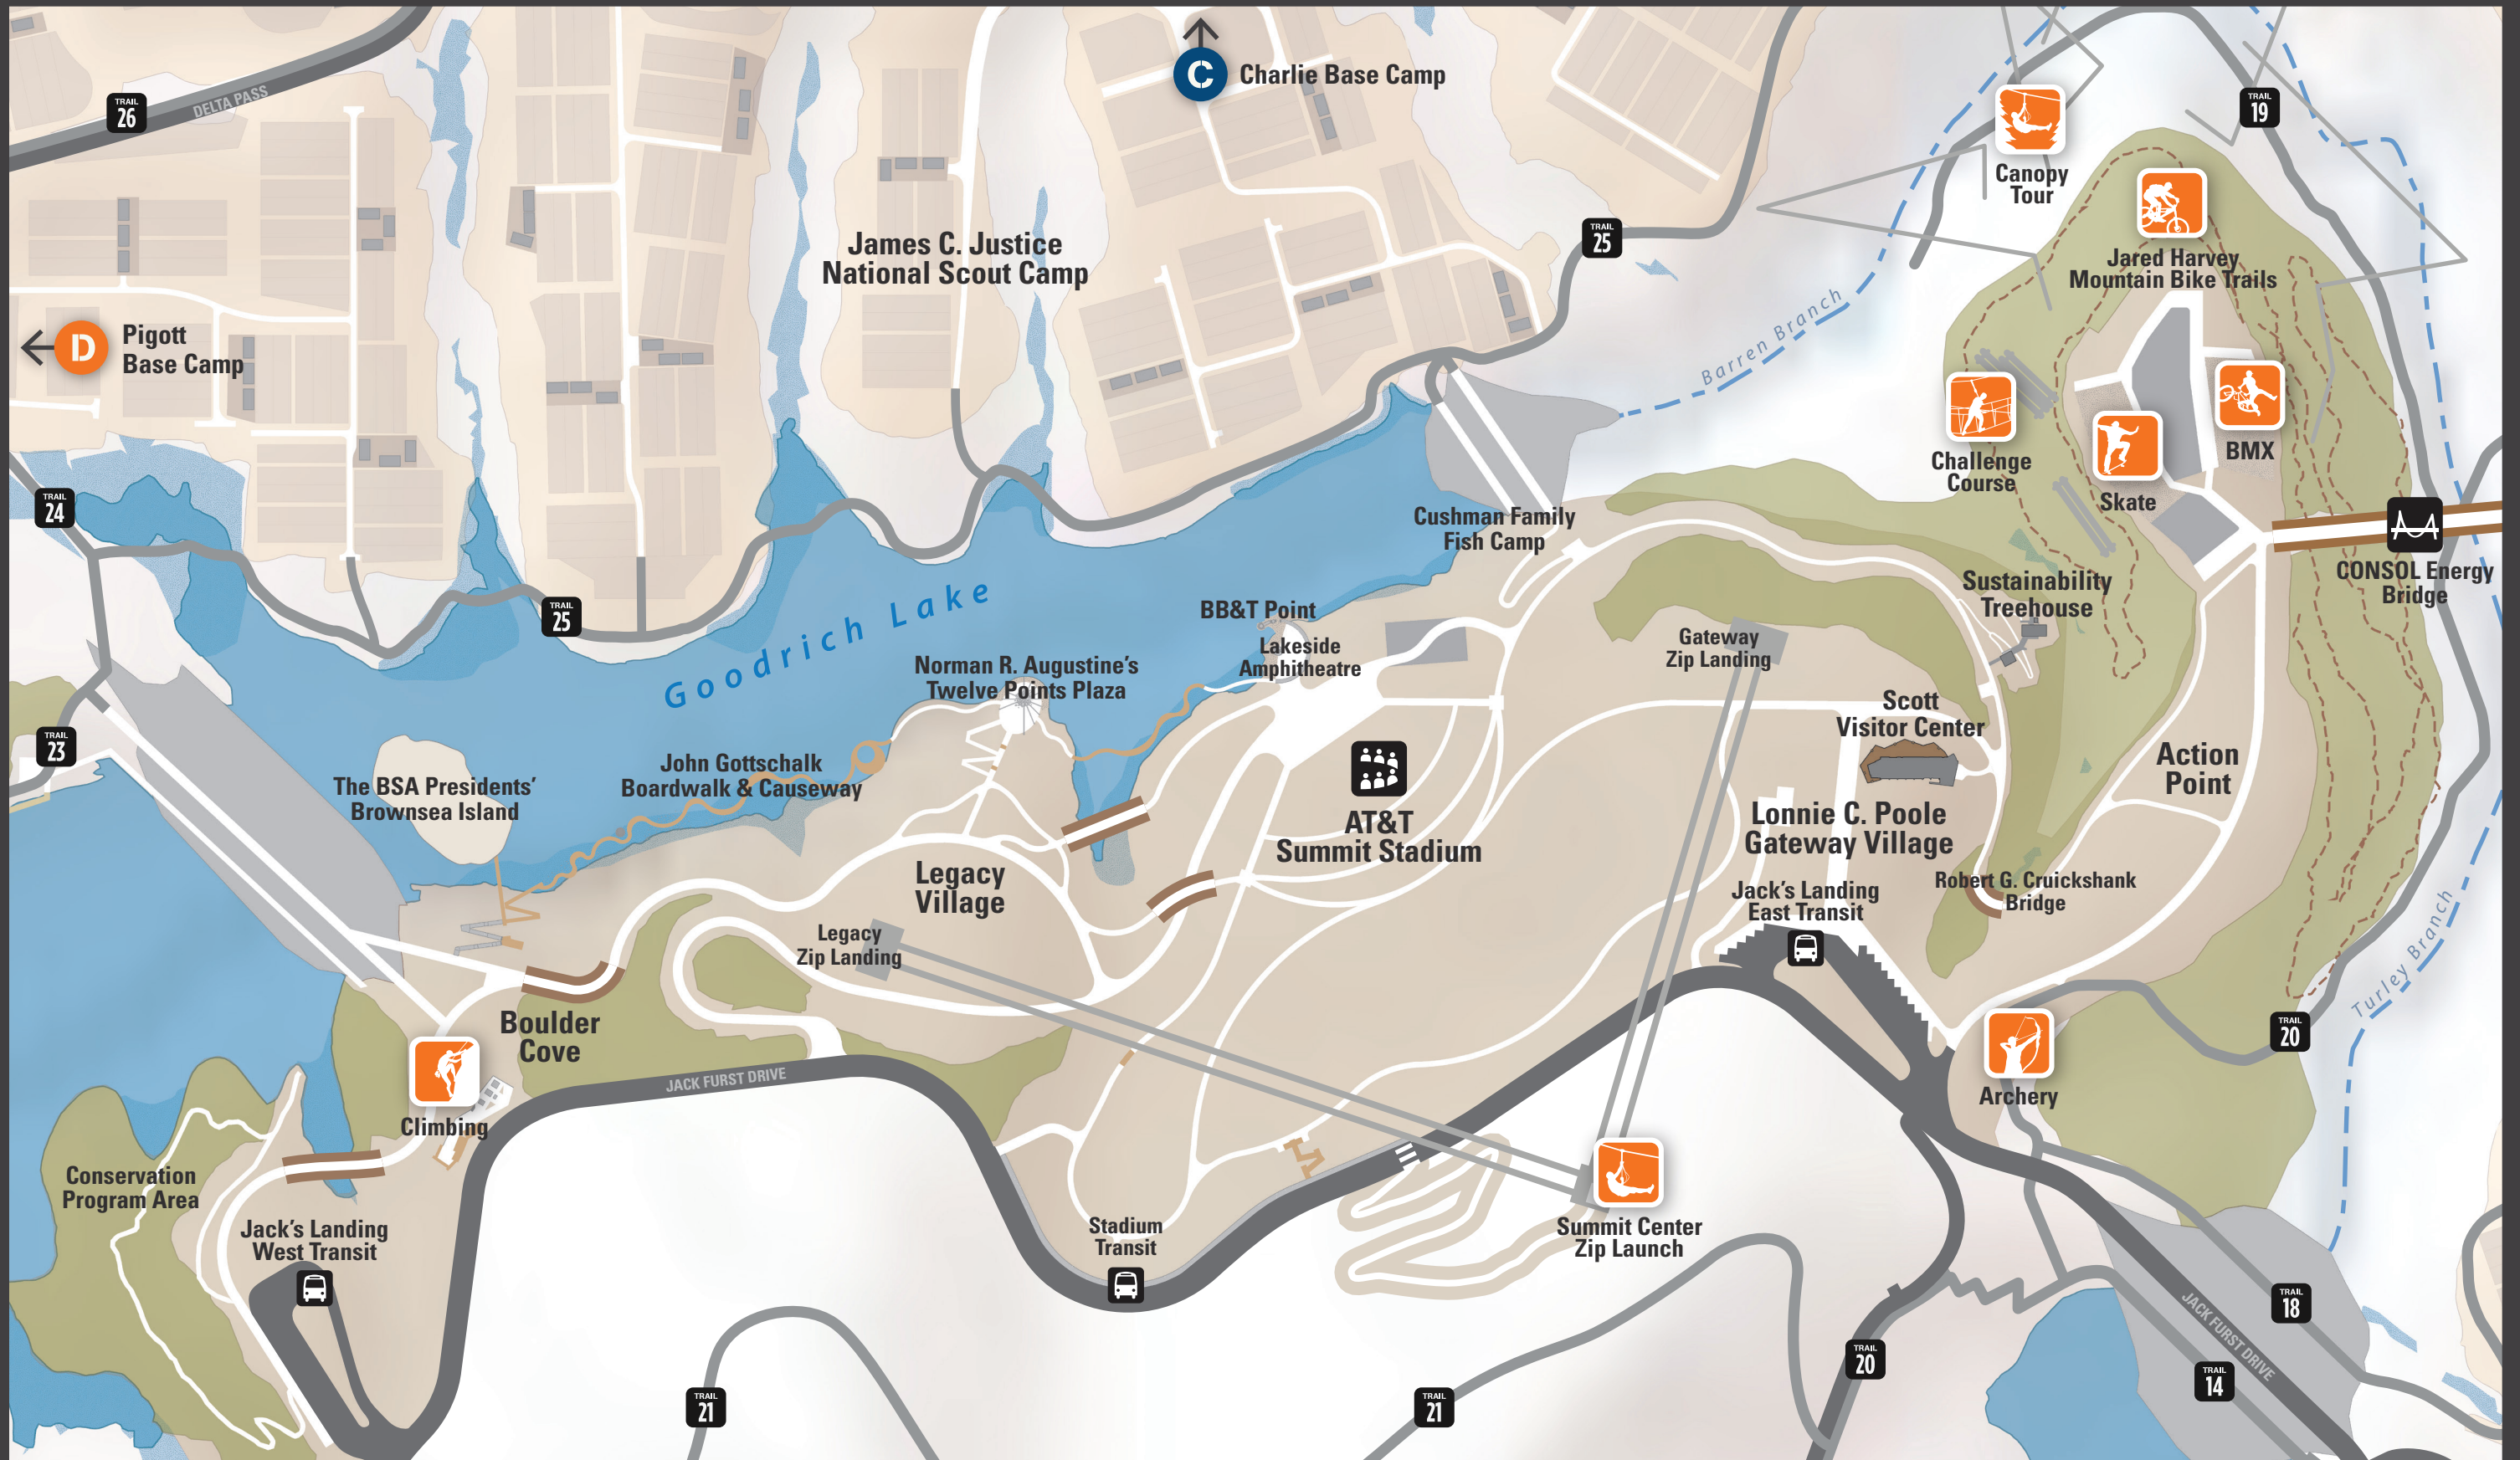 C
Charlie Base Camp
TRAIL
26
DELTA PASS
TRAIL
19
Canopy
Tour
James C. Justice
National Scout Camp
TRAIL
25
Jared Harvey
Mountain Bike Trails
D
Pigott
Base Camp
Barren Branch
BMX
Challenge
Course
Skate
TRAIL
24
Cushman Family
Fish Camp
CONSOL Energy
Bridge
Sustainability
Treehouse
TRAIL
25
Goodrich Lake
BB&T Point
Lakeside
Amphitheatre
Gateway
Zip Landing
Norman R. Augustine's
Twelve Points Plaza
Scott
Visitor Center
TRAIL
23
John Gottschalk
Boardwalk & Causeway
The BSA Presidents'
Brownsea Island
Action
Point
AT&T
Summit Stadium
Lonnie C. Poole
Gateway Village
Legacy
Village
Jack's Landing
East Transit
Robert G. Cruickshank
Bridge
Legacy
Zip Landing
Turley Branch
Boulder
Cove
TRAIL
20
JACK FURST DRIVE
Archery
Climbing
Conservation
Program Area
Jack's Landing
West Transit
Stadium
Transit
Summit Center
Zip Launch
TRAIL
18
JACK FURST DRIVE
TRAIL
20
TRAIL
14
TRAIL
21
TRAIL
21